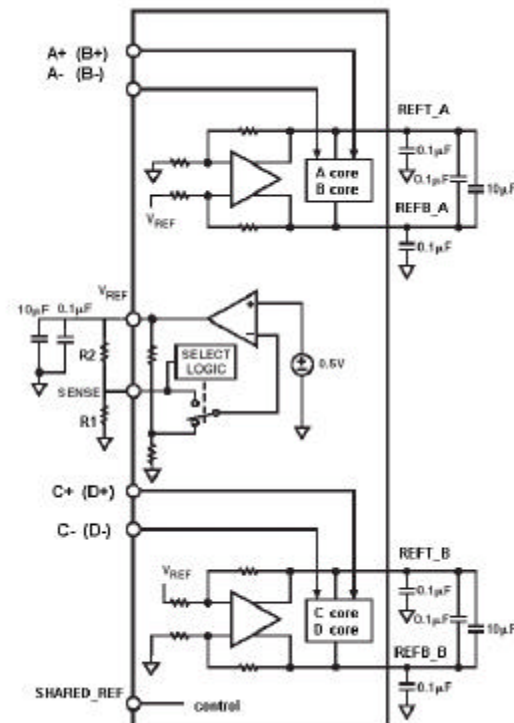 A+ (B+)
A- (B-)
REFT_A
0.1µF
A core
B core
0.1µF
10µF
VREF
REFB_A
0.1µF
VREF
10µF 0.1µF
R2
SELECT
LOGIC
0.5V
SENSE
R1
C+ (D+)
C- (D-)
VREF
REFT_B
0.1µF
C core
D core
0.1µF
10µF
REFB_B
0.1µF
SHARED_REF
control